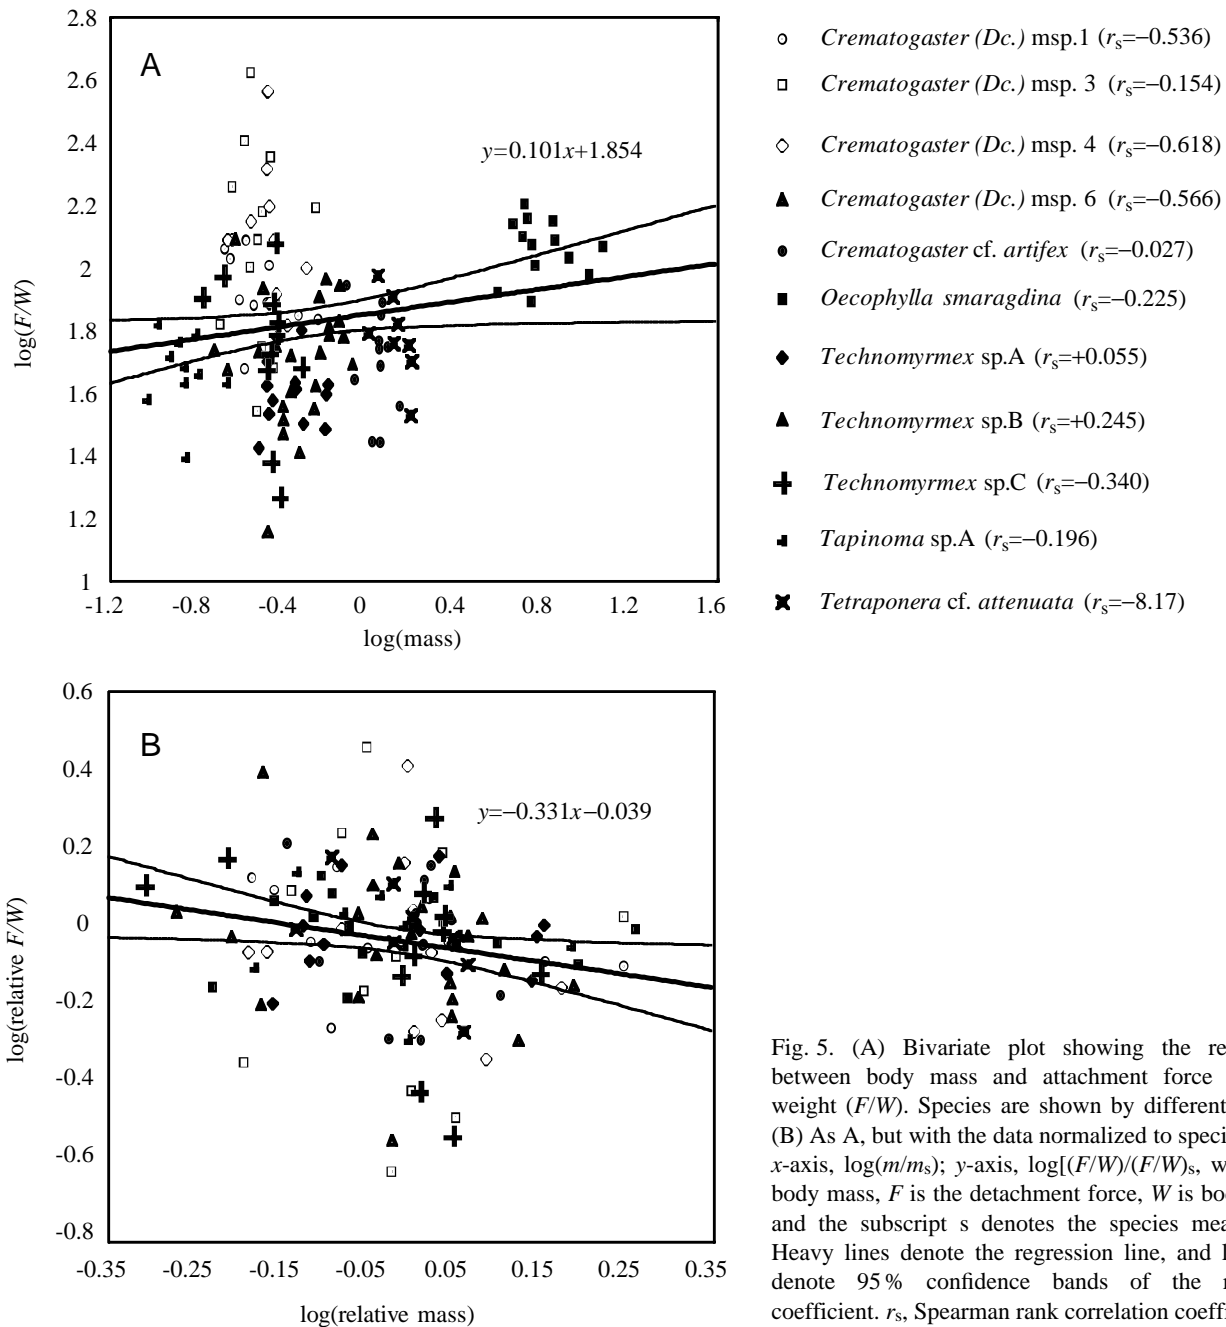 2.8
2.6
2.4
2.2
2
1.8
1.6
1.4
1.2
1
log(F/W)
A
y=0.101x+1.854
-1.2 -0.8 -0.4 0 0.4 0.8 1.2 1.6
log(mass)
Crematogaster (Dc.) msp.1 (rs=−0.536)
Crematogaster (Dc.) msp. 3 (rs=−0.154)
Crematogaster (Dc.) msp. 4 (rs=−0.618)
Crematogaster (Dc.) msp. 6 (rs=−0.566)
Crematogaster cf. artifex (rs=−0.027)
Oecophylla smaragdina (rs=−0.225)
Technomyrmex sp.A (rs=+0.055)
Technomyrmex sp.B (rs=+0.245)
Technomyrmex sp.C (rs=−0.340)
Tapinoma sp.A (rs=−0.196)
Tetraponera cf. attenuata (rs=−8.17)
0.6
0.4
0.2
0
-0.2
-0.4
-0.6
-0.8
log(relative F/W)
B
y=−0.331x−0.039
-0.35 -0.25 -0.15 -0.05 0.05 0.15 0.25 0.35
log(relative mass)
Fig. 5. (A) Bivariate plot showing the re
between body mass and attachment force
weight (F/W). Species are shown by different
(B) As A, but with the data normalized to speci
x-axis, log(m/ms); y-axis, log[(F/W)/(F/W)s, w
body mass, F is the detachment force, W is bo
and the subscript s denotes the species mea
Heavy lines denote the regression line, and
denote 95% confidence bands of the
coefficient. rs, Spearman rank correlation coeff